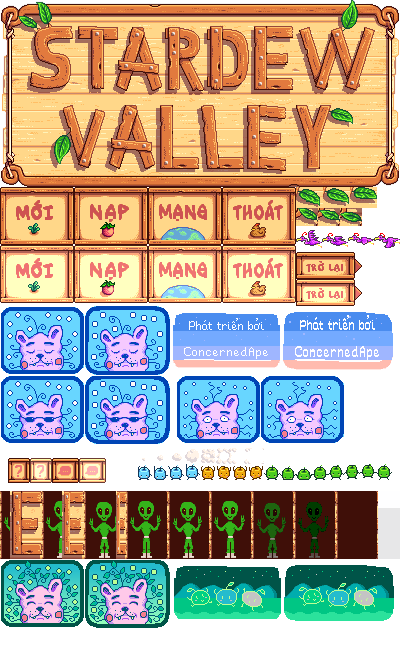 STARDEW
VALLEY
MỚI NẠP MẠNG THOÁT
MỚI NẠP MẠNG THOÁT
TRỞ LẠI
TRỞ LẠI
Phát triển bởi
ConcernedApe
Phát triển bởi
ConcernedApe
? ?
E E